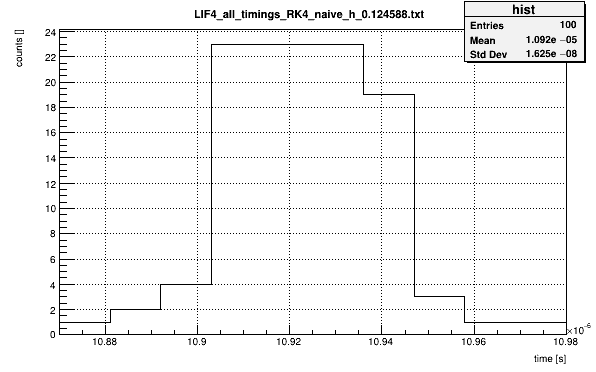 LIF4_all_timings_RK4_naive_h_0.124588.txt
hist
Entries 100
Mean 1.092e −05
Std Dev 1.625e −08
counts []
24
22
20
18
16
14
12
10
8
6
4
2
0
10.88 10.9 10.92 10.94 10.96 10.98
×10⁻⁶
time [s]